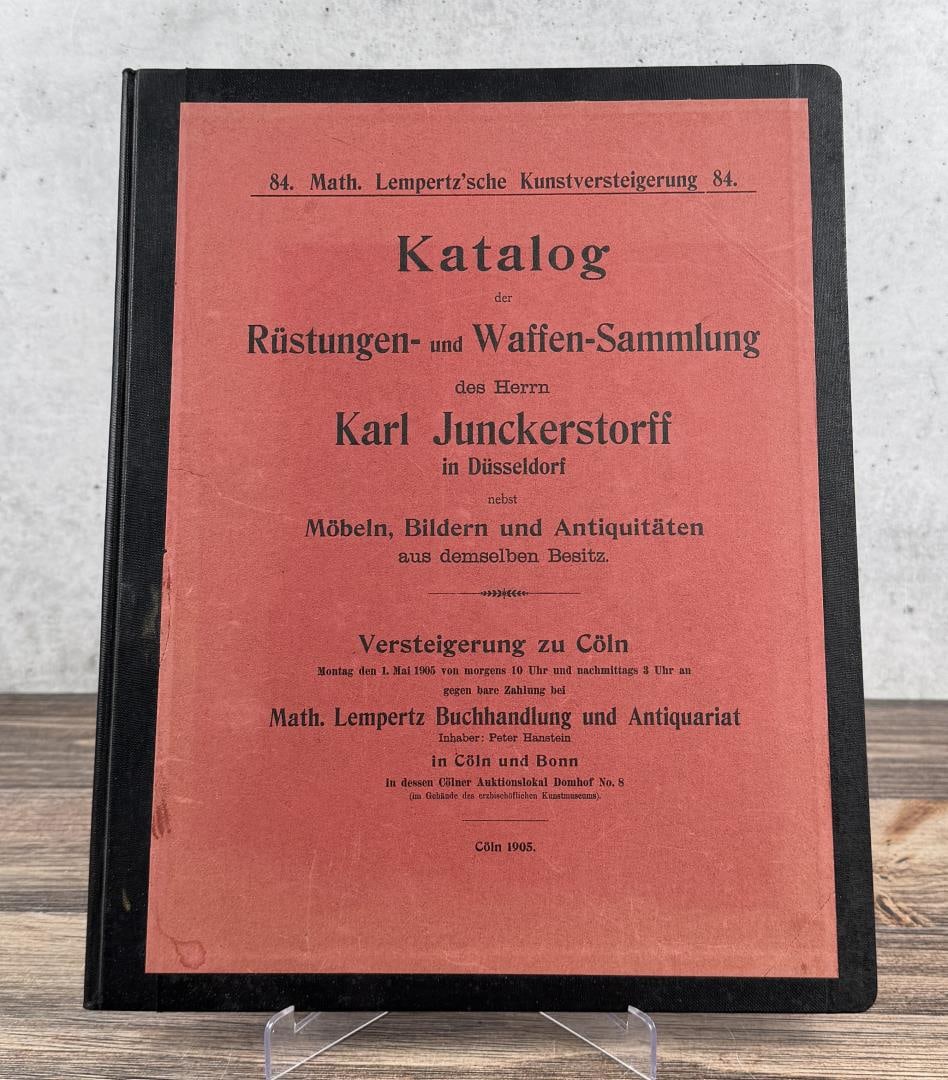 84. Math. Lempertz'sche Kunstversteigerung 84.
Katalog
der
Rüstungen- und Waffen-Sammlung
des Herrn
Karl Junckerstorff
in Düsseldorf
nebst
Möbeln, Bildern und Antiquitäten
aus demselben Besitz.
Versteigerung zu Cöln
Montag den 1. Mai 1905 von morgens 10 Uhr und nachmittags 3 Uhr an
gegen bare Zahlung bei
Math. Lempertz Buchhandlung und Antiquariat
Inhaber: Peter Hanstein
in Cöln und Bonn
in dessen Cölner Auktionslokal Domhof No. 8
(im Gebäude des erzbischöflichen Kunstmuseums).
Cöln 1905.